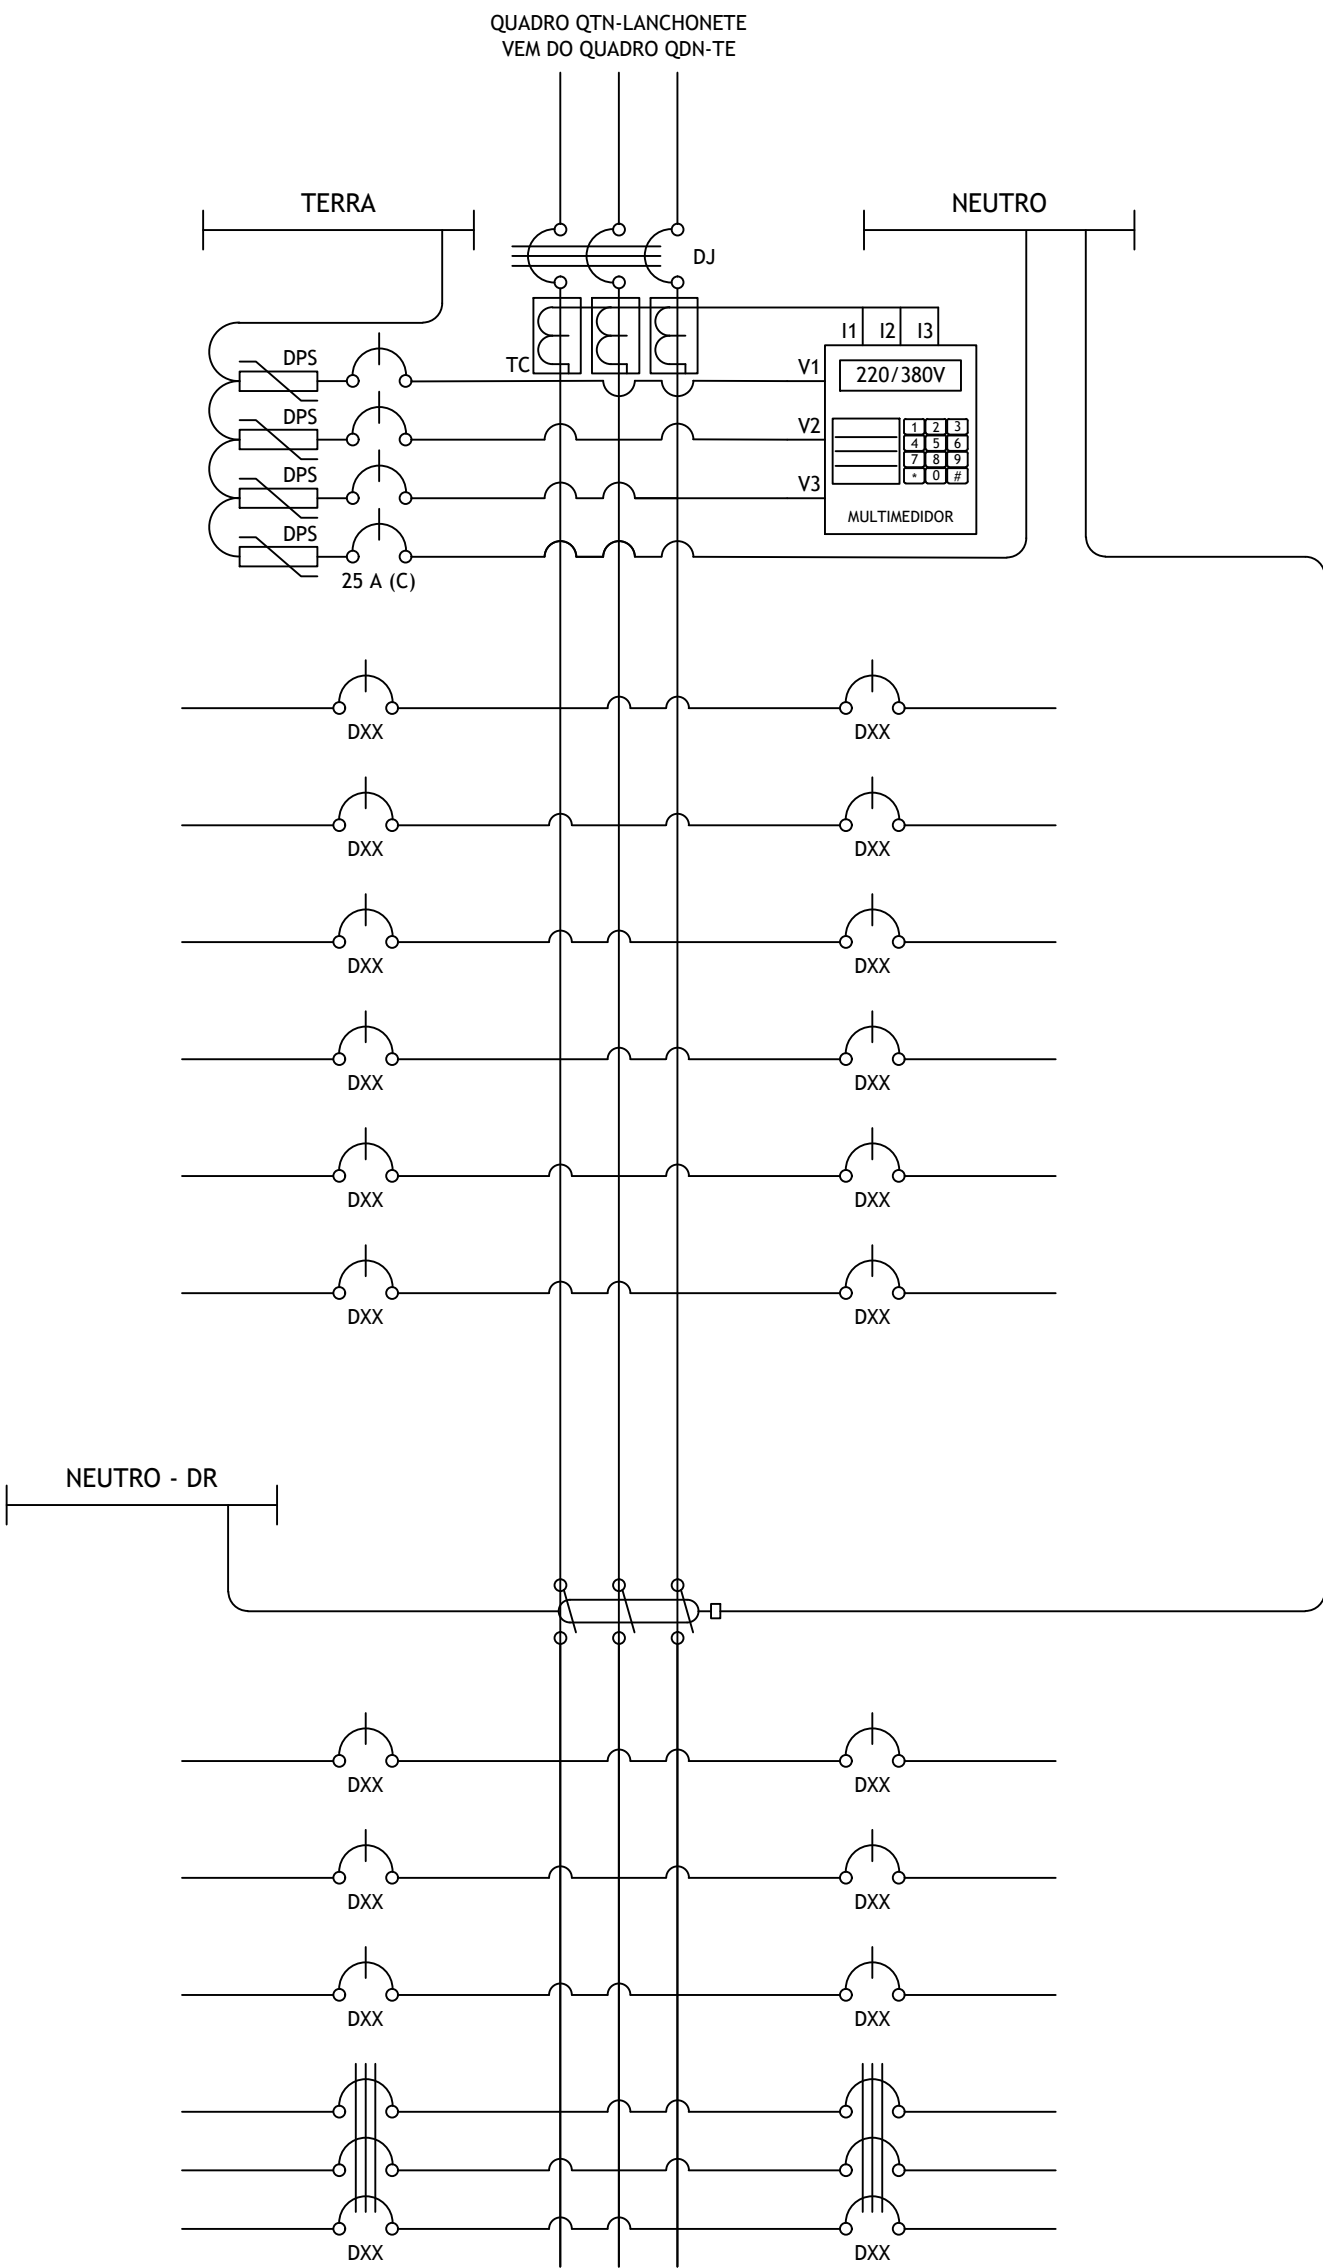 QUADRO QTN-LANCHONETE
VEM DO QUADRO QDN-TE
TERRA
NEUTRO
DJ
I1 I2 I3
TC
DPS
V1
220/380V
DPS
V2
1 2 3
4 5 6
7 8 9
* 0 #
DPS
V3
MULTIMEDIDOR
DPS
25 A (C)
DXX DXX
DXX DXX
DXX DXX
DXX DXX
DXX DXX
DXX DXX
NEUTRO - DR
DXX DXX
DXX DXX
DXX DXX
DXX DXX